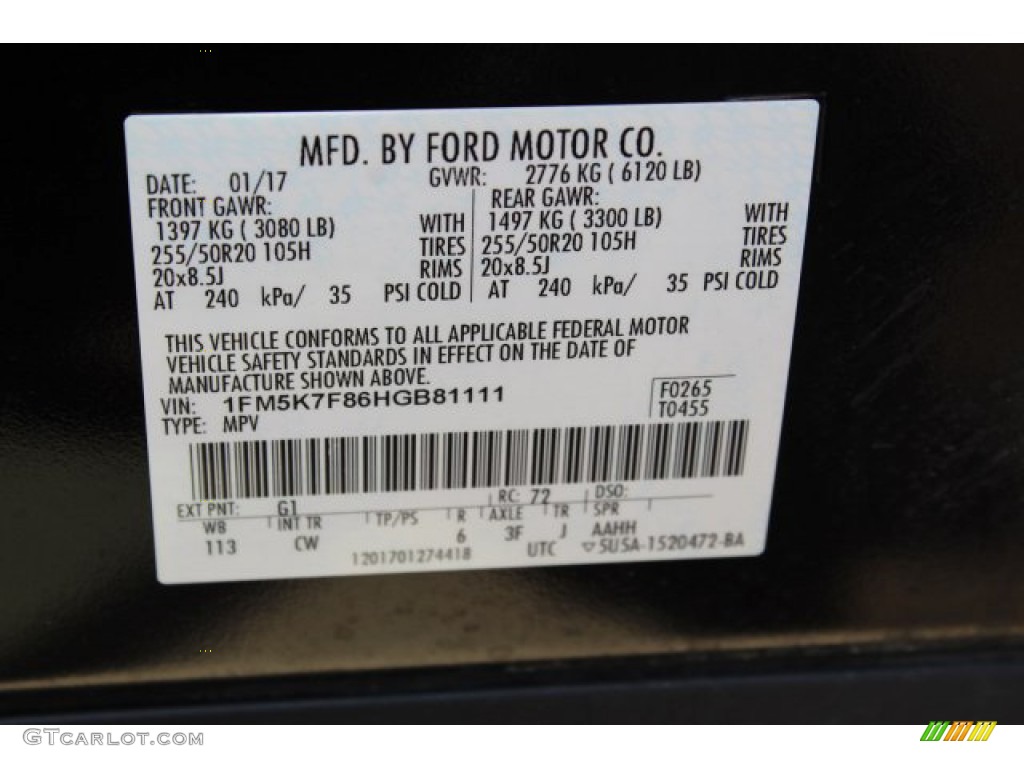 MFD. BY FORD MOTOR CO.
DATE: 01/17 GVWR: 2776 KG ( 6120 LB)
FRONT GAWR: REAR GAWR:
1397 KG ( 3080 LB) WITH 1497 KG ( 3300 LB) WITH
255/50R20 105H TIRES 255/50R20 105H TIRES
20x8.5J RIMS 20x8.5J RIMS
AT 240 kPa/ 35 PSI COLD AT 240 kPa/ 35 PSI COLD
THIS VEHICLE CONFORMS TO ALL APPLICABLE FEDERAL MOTOR
VEHICLE SAFETY STANDARDS IN EFFECT ON THE DATE OF
MANUFACTURE SHOWN ABOVE.
VIN: 1FM5K7F86HGB81111 F0265
TYPE: MPV T0455
EXT PNT: G1 RC: 72 DSO:
WB INT TR TP/PS R AXLE TR SPR
113 CW 6 3F J AAHH
1201701274418 UTC SUSA-1520472-BA
GTCarlot.com